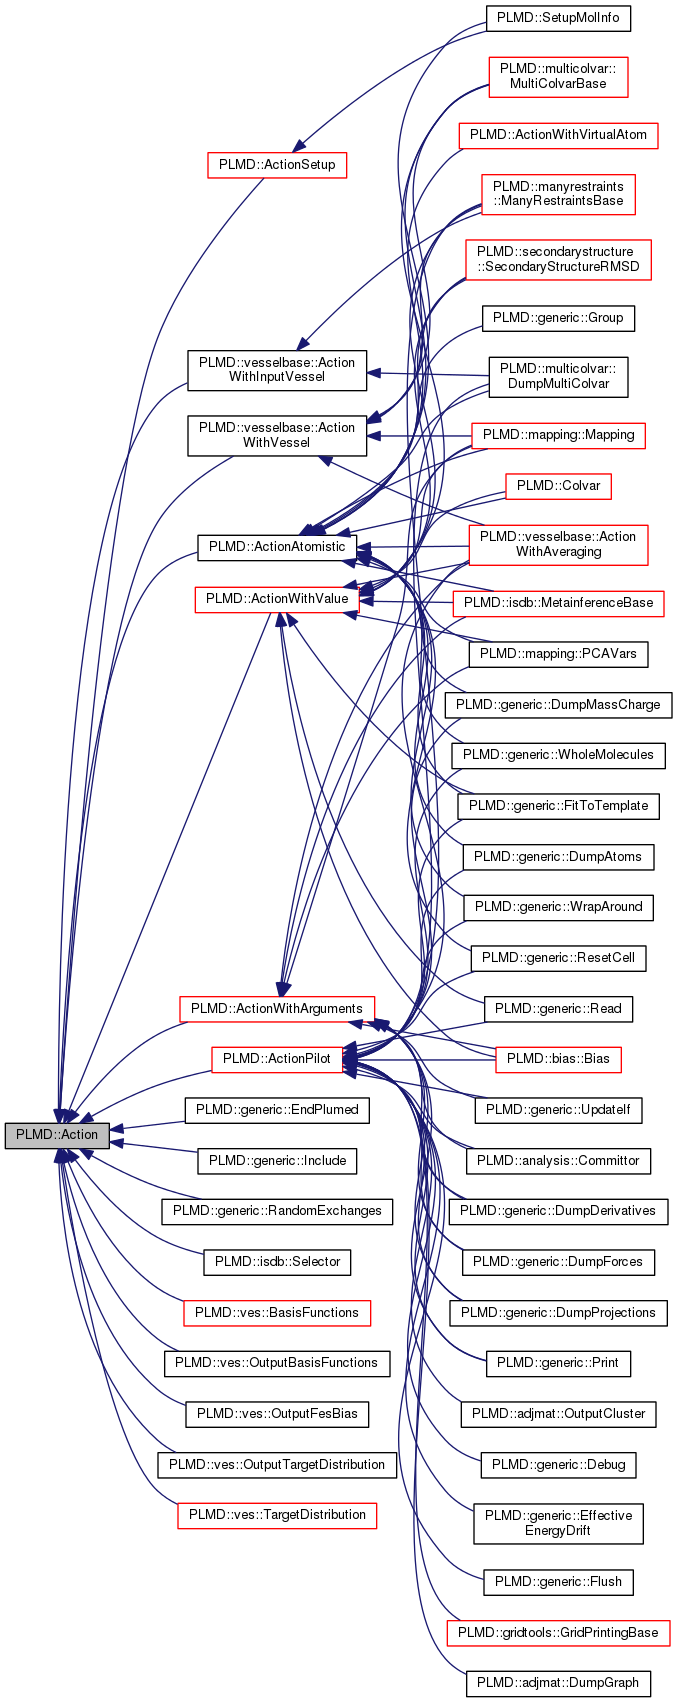 PLMD::Action
PLMD::ActionSetup
PLMD::vesselbase::Action
WithInputVessel
PLMD::vesselbase::Action
WithVessel
PLMD::ActionAtomistic
PLMD::ActionWithValue
PLMD::ActionWithArguments
PLMD::ActionPilot
PLMD::generic::EndPlumed
PLMD::generic::Include
PLMD::generic::RandomExchanges
PLMD::isdb::Selector
PLMD::ves::BasisFunctions
PLMD::ves::OutputBasisFunctions
PLMD::ves::OutputFesBias
PLMD::ves::OutputTargetDistribution
PLMD::ves::TargetDistribution
PLMD::SetupMolInfo
PLMD::multicolvar::
MultiColvarBase
PLMD::ActionWithVirtualAtom
PLMD::manyrestraints
::ManyRestraintsBase
PLMD::secondarystructure
::SecondaryStructureRMSD
PLMD::generic::Group
PLMD::multicolvar::
DumpMultiColvar
PLMD::mapping::Mapping
PLMD::Colvar
PLMD::vesselbase::Action
WithAveraging
PLMD::isdb::MetainferenceBase
PLMD::mapping::PCAVars
PLMD::generic::DumpMassCharge
PLMD::generic::WholeMolecules
PLMD::generic::FitToTemplate
PLMD::generic::DumpAtoms
PLMD::generic::WrapAround
PLMD::generic::ResetCell
PLMD::generic::Read
PLMD::bias::Bias
PLMD::generic::UpdateIf
PLMD::analysis::Committor
PLMD::generic::DumpDerivatives
PLMD::generic::DumpForces
PLMD::generic::DumpProjections
PLMD::generic::Print
PLMD::adjmat::OutputCluster
PLMD::generic::Debug
PLMD::generic::Effective
EnergyDrift
PLMD::generic::Flush
PLMD::gridtools::GridPrintingBase
PLMD::adjmat::DumpGraph